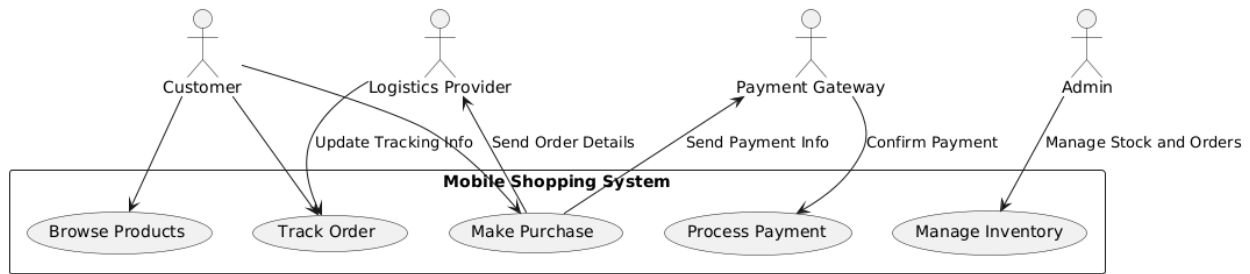 Customer
Logistics Provider
Payment Gateway
Admin
Update Tracking Info
Send Order Details
Send Payment Info
Confirm Payment
Manage Stock and Orders
Mobile Shopping System
Browse Products
Track Order
Make Purchase
Process Payment
Manage Inventory